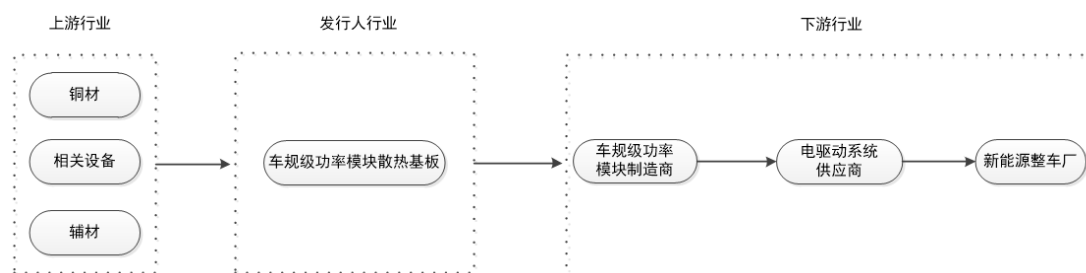 上游行业
发行人行业
下游行业
铜材
相关设备
辅材
车规级功率模块散热基板
车规级功率
模块制造商
电驱动系统
供应商
新能源整车厂